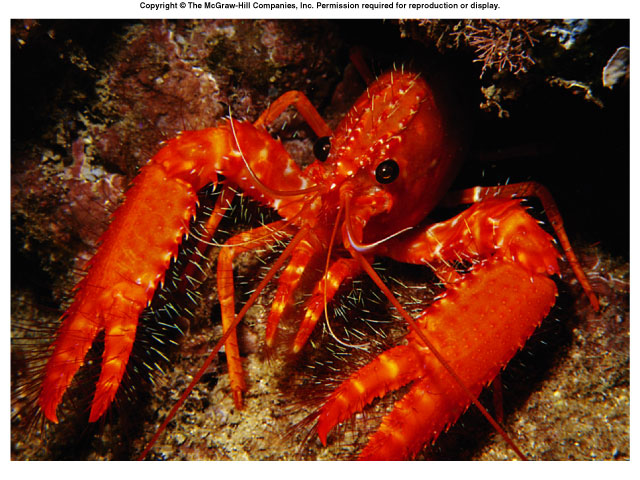 Copyright © The McGraw-Hill Companies, Inc. Permission required for reproduction or display.